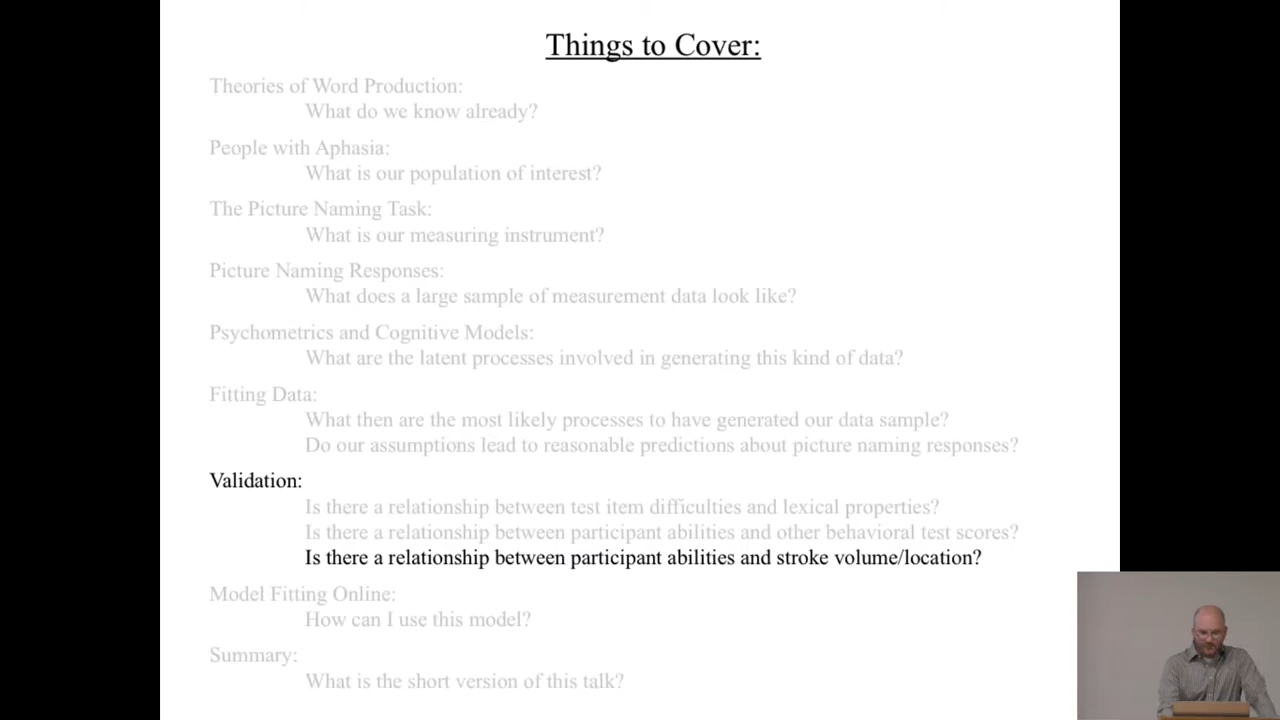 Things to Cover:
Theories of Word Production:
What do we know already?
People with Aphasia:
What is our population of interest?
The Picture Naming Task:
What is our measuring instrument?
Picture Naming Responses:
What does a large sample of measurement data look like?
Psychometrics and Cognitive Models:
What are the latent processes involved in generating this kind of data?
Fitting Data:
What then are the most likely processes to have generated our data sample?
Do our assumptions lead to reasonable predictions about picture naming responses?
Validation:
Is there a relationship between test item difficulties and lexical properties?
Is there a relationship between participant abilities and other behavioral test scores?
Is there a relationship between participant abilities and stroke volume/location?
Model Fitting Online:
How can I use this model?
Summary:
What is the short version of this talk?